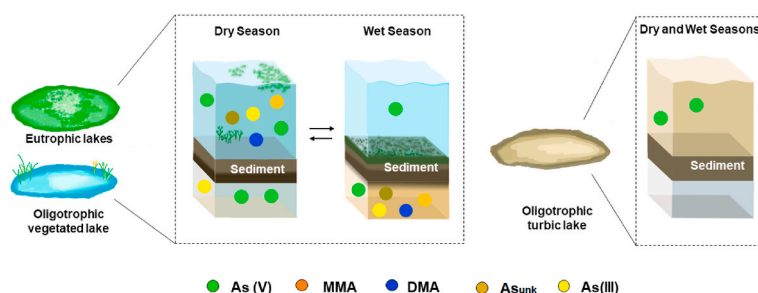 Dry Season
Wet Season
Dry and Wet Seasons
Eutrophic lakes
Sediment
Sediment
Sediment
Oligotrophic
vegetated lake
Oligotrophic
turbic lake
As (V)
MMA
DMA
Asunk
As(III)